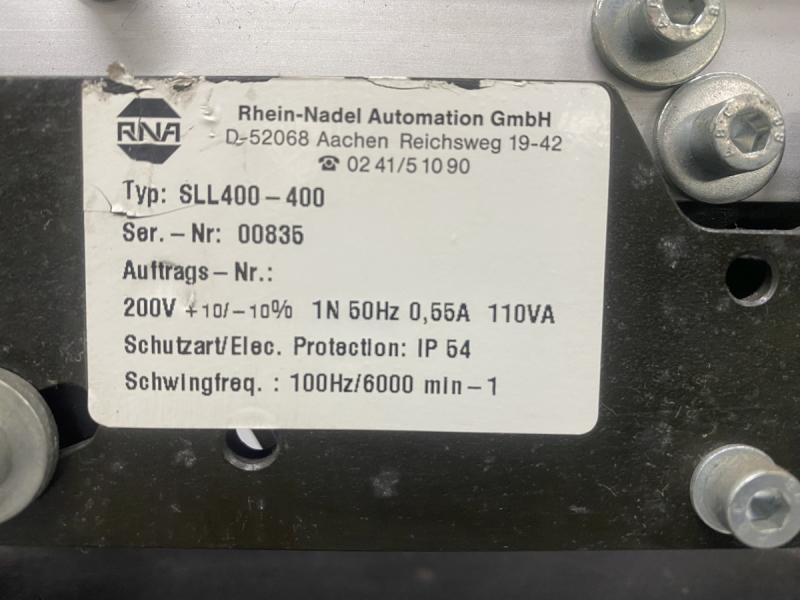 RNA
Rhein-Nadel Automation GmbH
D-52068 Aachen Reichsweg 19-42
☎ 02 41/5 10 90
Typ: SLL400-400
Ser.-Nr: 00835
Auftrags-Nr.:
200V +10/-10% 1N 50Hz 0,55A 110VA
Schutzart/Elec. Protection: IP 54
Schwingfreq. : 100Hz/6000 min-1